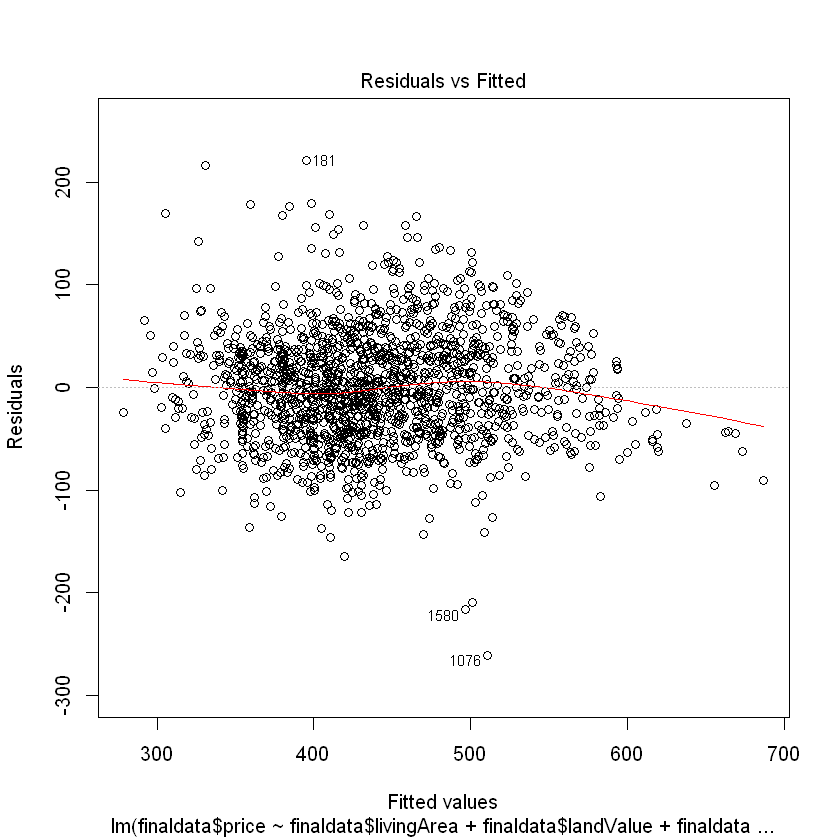 Residuals vs Fitted
Residuals
200
100
0
-100
-200
-300
181
1580
1076
300 400 500 600 700
Fitted values
lm(finaldata$price ~ finaldata$livingArea + finaldata$landValue + finaldata ...